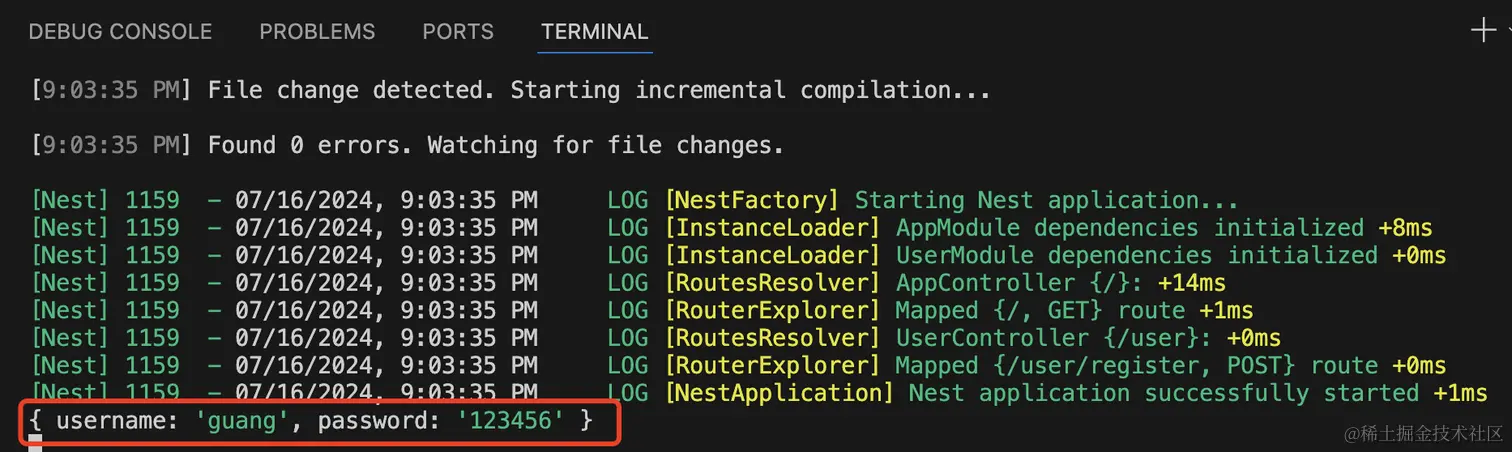 DEBUG CONSOLE PROBLEMS PORTS TERMINAL
[9:03:35 PM] File change detected. Starting incremental compilation...
[9:03:35 PM] Found 0 errors. Watching for file changes.
[Nest] 1159 - 07/16/2024, 9:03:35 PM LOG [NestFactory] Starting Nest application...
[Nest] 1159 - 07/16/2024, 9:03:35 PM LOG [InstanceLoader] AppModule dependencies initialized +8ms
[Nest] 1159 - 07/16/2024, 9:03:35 PM LOG [InstanceLoader] UserModule dependencies initialized +0ms
[Nest] 1159 - 07/16/2024, 9:03:35 PM LOG [RoutesResolver] AppController {/}: +14ms
[Nest] 1159 - 07/16/2024, 9:03:35 PM LOG [RouterExplorer] Mapped {/, GET} route +1ms
[Nest] 1159 - 07/16/2024, 9:03:35 PM LOG [RoutesResolver] UserController {/user}: +0ms
[Nest] 1159 - 07/16/2024, 9:03:35 PM LOG [RouterExplorer] Mapped {/user/register, POST} route +0ms
[Nest] 1159 - 07/16/2024, 9:03:35 PM LOG [NestApplication] Nest application successfully started +1ms
{ username: 'guang', password: '123456' }
@稀土掘金技术社区